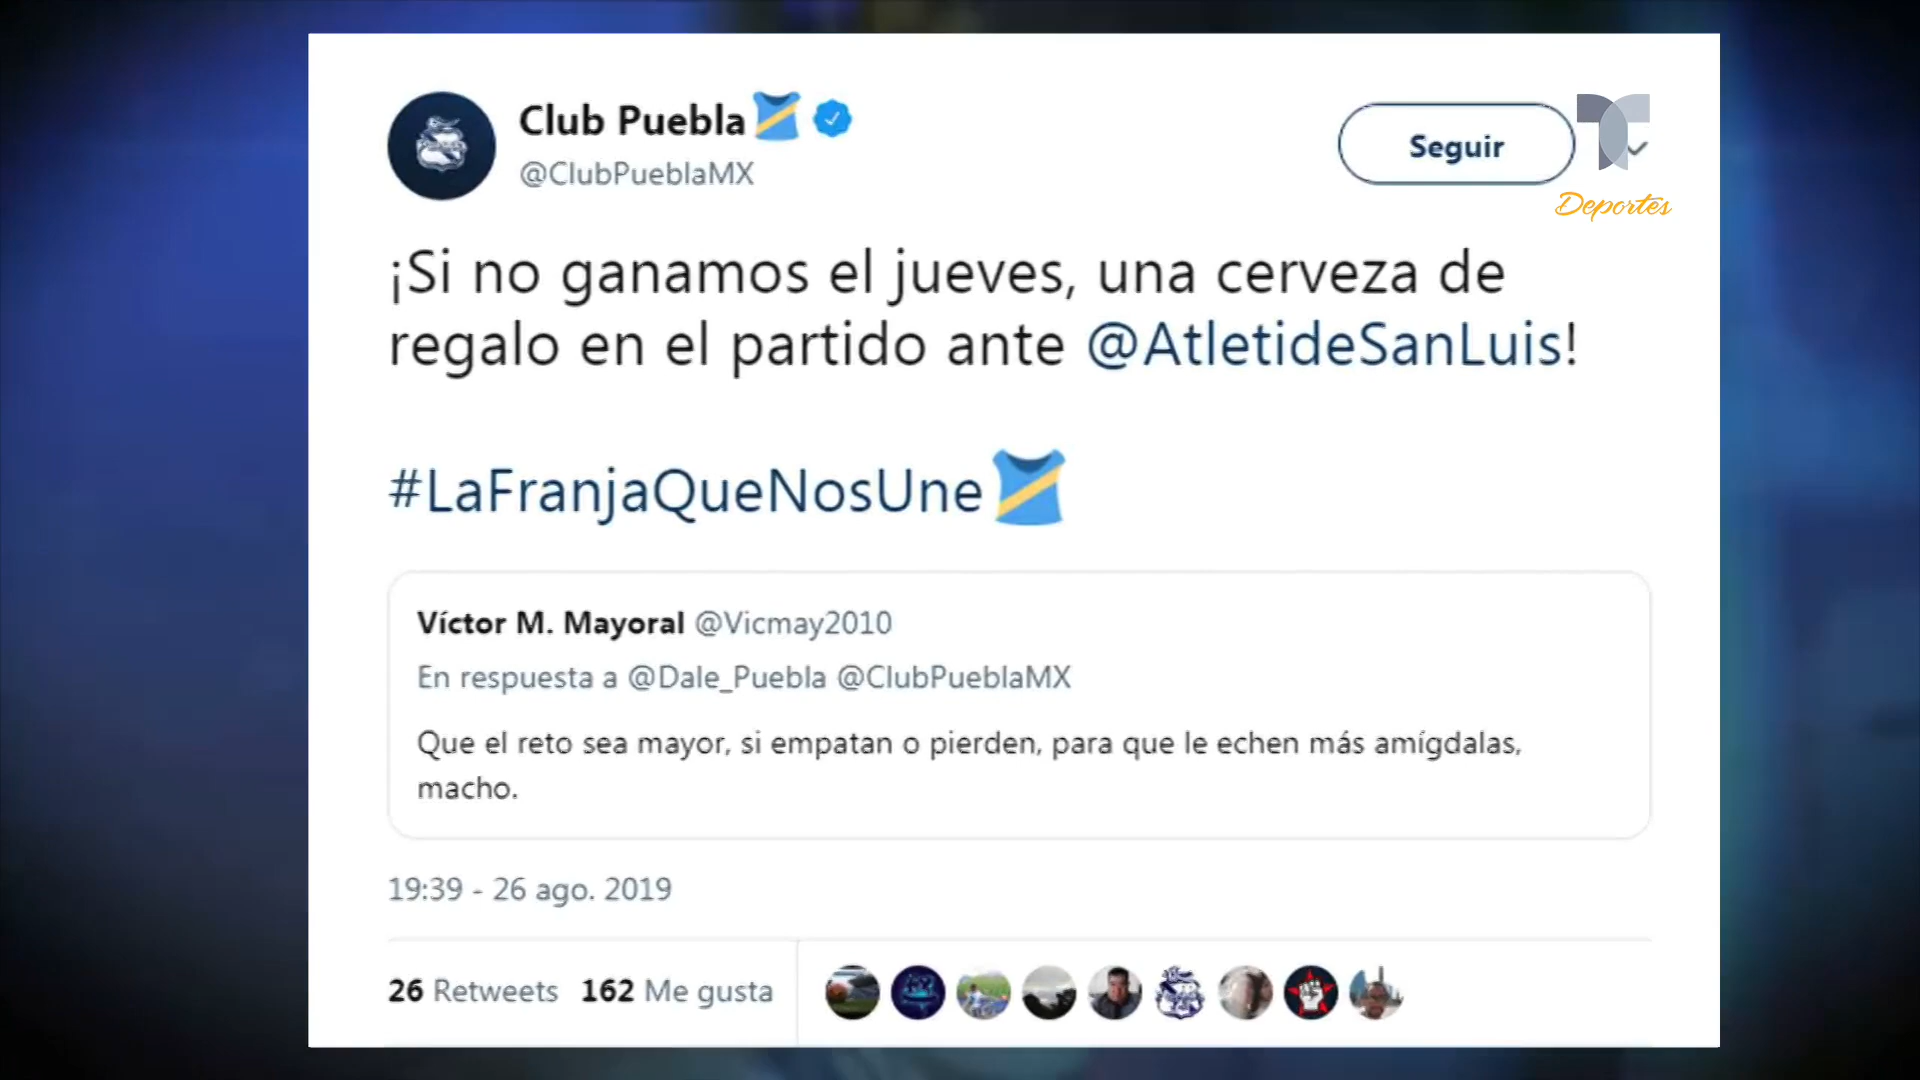 Club Puebla
@ClubPueblaMX
Seguir
Deportes
¡Si no ganamos el jueves, una cerveza de
regalo en el partido ante @AtletideSanLuis!
#LaFranjaQueNosUne
Víctor M. Mayoral @Vicmay2010
En respuesta a @Dale_Puebla @ClubPueblaMX
Que el reto sea mayor, si empatan o pierden, para que le echen más amígdalas,
macho.
19:39 - 26 ago. 2019
26 Retweets 162 Me gusta